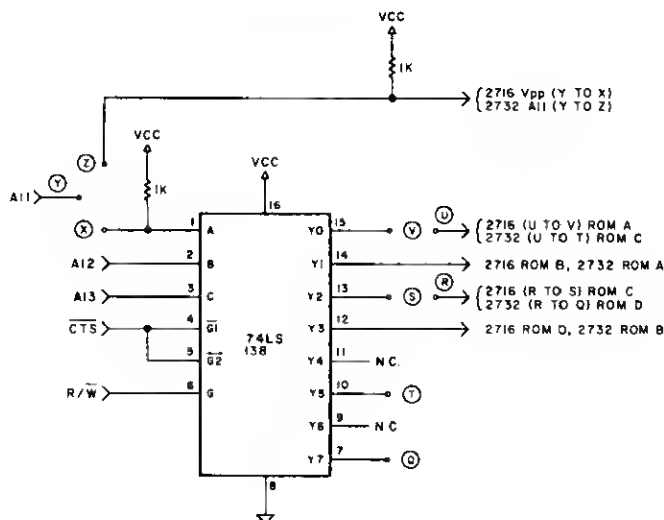 VCC
1K
2716 Vpp (Y TO X)
2732 A11 (Y TO Z)
Z
VCC
VCC
Y
A11
1K
16
X
1
A
Y0
15
V
U
2716 (U TO V) ROM A
2732 (U TO T) ROM C
A12
2
B
Y1
14
2716 ROM B, 2732 ROM A
A13
3
C
Y2
13
S
R
2716 (R TO S) ROM C
2732 (R TO Q) ROM D
CTS
4
G1
74LS
138
Y3
12
2716 ROM D, 2732 ROM B
5
G2
Y4
11
N.C.
R/W
6
G
Y5
10
T
Y6
9
N.C
Y7
7
Q
8